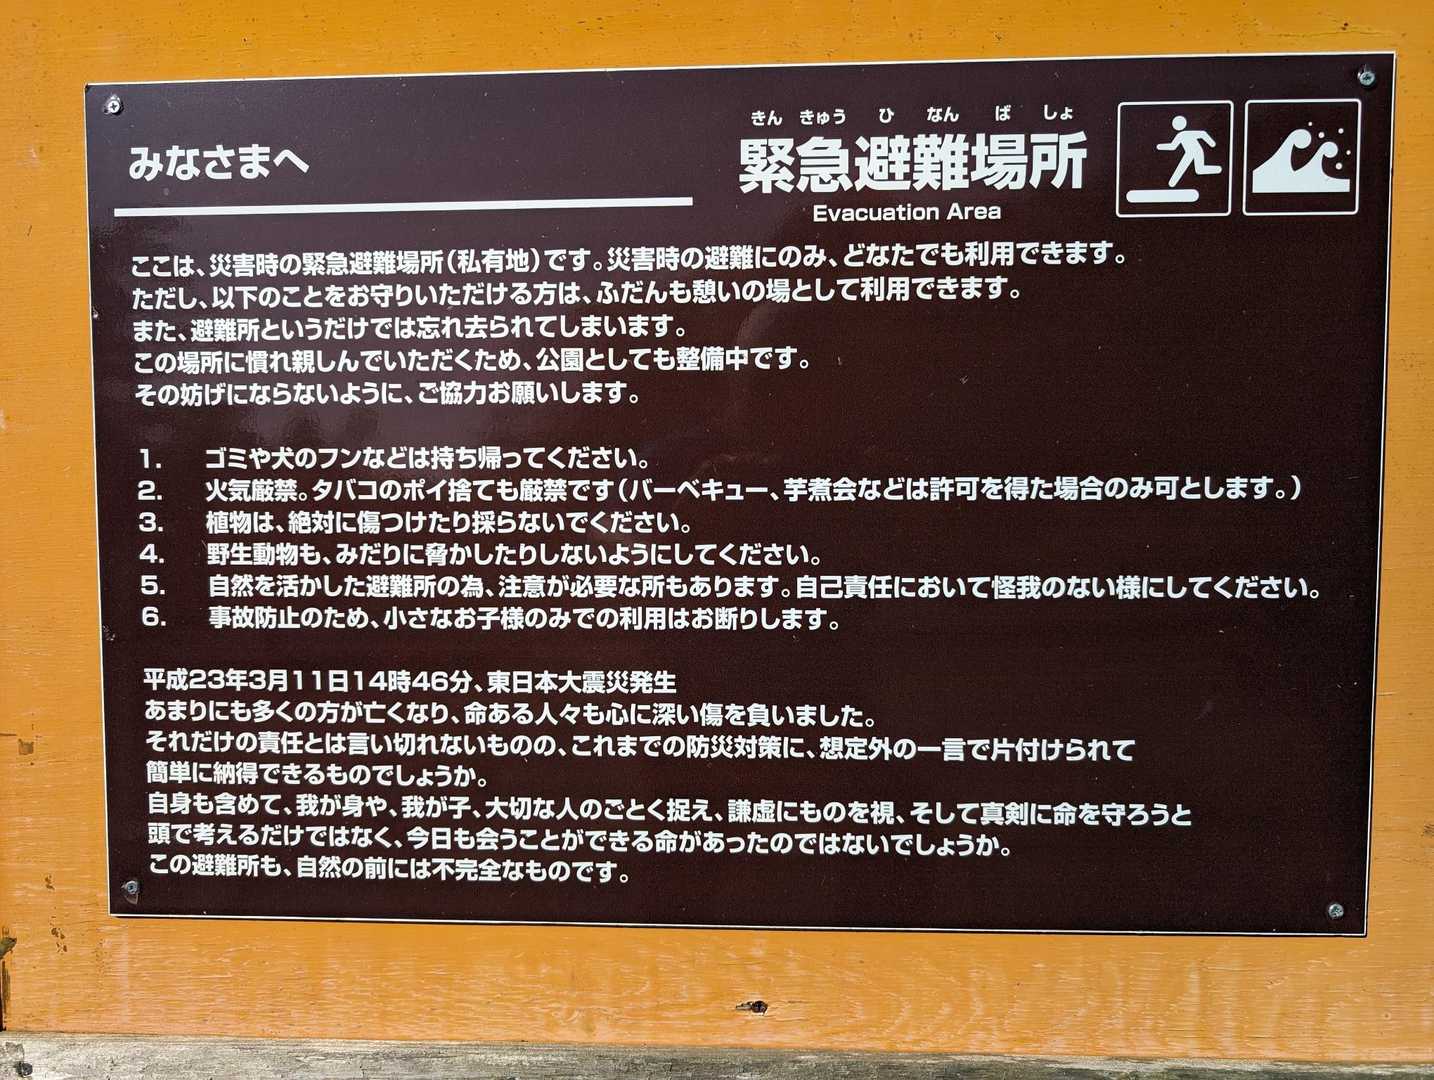 みなさまへ
きん きゅう ひ なん ば しょ
緊急避難場所
Evacuation Area
ここは、災害時の緊急避難場所(私有地)です。災害時の避難にのみ、どなたでも利用できます。
ただし、以下のことをお守りいただける方は、ふだんも憩いの場として利用できます。
また、避難所というだけでは忘れ去られてしまいます。
この場所に慣れ親しんでいただくため、公園としても整備中です。
その妨げにならないように、ご協力お願いします。
1. ゴミや犬のフンなどは持ち帰ってください。
2. 火気厳禁。タバコのポイ捨ても厳禁です(バーベキュー、芋煮会などは許可を得た場合のみ可とします。)
3. 植物は、絶対に傷つけたり採らないでください。
4. 野生動物も、みだりに脅かしたりしないようにしてください。
5. 自然を活かした避難所の為、注意が必要な所もあります。自己責任において怪我のない様にしてください。
6. 事故防止のため、小さなお子様のみでの利用はお断りします。
平成23年3月11日14時46分、東日本大震災発生
あまりにも多くの方が亡くなり、命ある人々も心に深い傷を負いました。
それだけの責任とは言い切れないものの、これまでの防災対策に、想定外の一言で片付けられて
簡単に納得できるものでしょうか。
自身も含めて、我が身や、我が子、大切な人のごとく捉え、謙虚にものを視、そして真剣に命を守ろうと
頭で考えるだけではなく、今日も会うことができる命があったのではないでしょうか。
この避難所も、自然の前には不完全なものです。